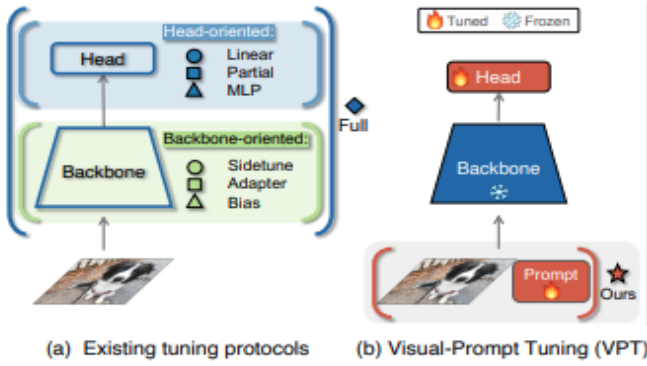 Head-oriented:
Head
Linear
Partial
MLP
Full
Backbone-oriented:
Backbone
Sidetune
Adapter
Bias
(a) Existing tuning protocols
Tuned Frozen
Head
Backbone
Prompt
Ours
(b) Visual-Prompt Tuning (VPT)